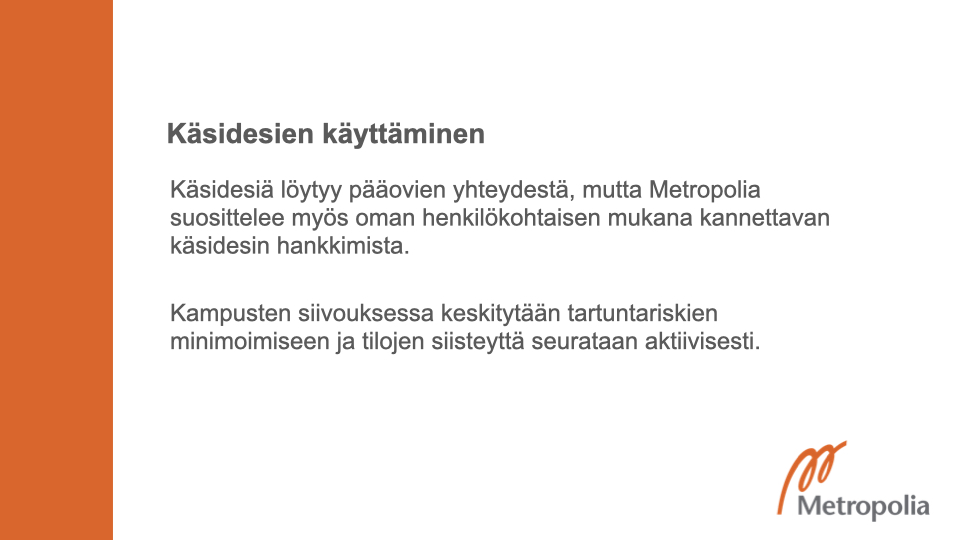 Käsidesien käyttäminen
Käsidesiä löytyy pääovien yhteydestä, mutta Metropolia
suosittelee myös oman henkilökohtaisen mukana kannettavan
käsidesin hankkimista.
Kampusten siivouksessa keskitytään tartuntariskien
minimoimiseen ja tilojen siisteyttä seurataan aktiivisesti.
Metropolia